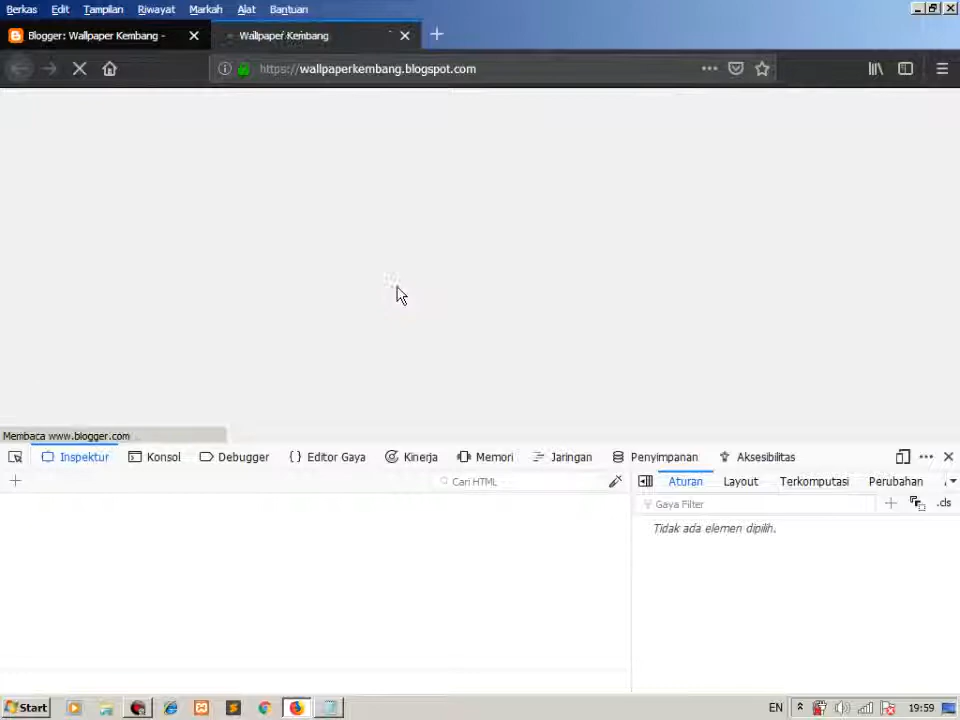 Berkas Edit Tampilan Riwayat Markah Alat Bantuan
Blogger: Wallpaper Kembang -
Wallpaper Kembang
https://wallpaperkembang.blogspot.com
Membaca www.blogger.com
Inspektur Konsol Debugger Editor Gaya Kinerja Memori Jaringan Penyimpanan Aksesibilitas
Cari HTML
Aturan Layout Terkomputasi Perubahan
Gaya Filter
.cls
Tidak ada elemen dipilih.
Start
EN 19:59